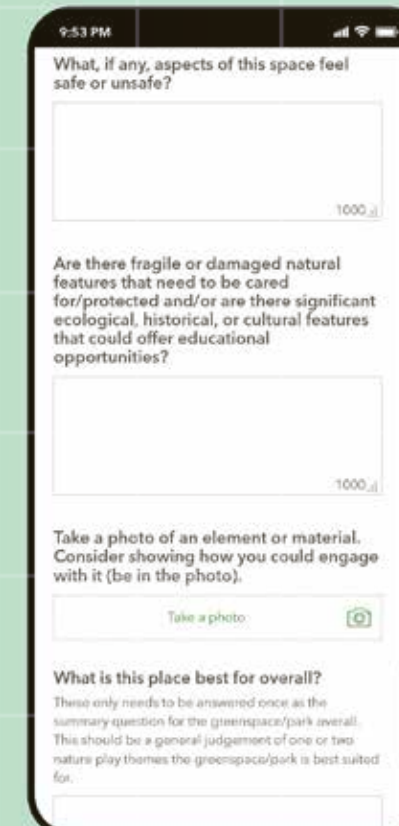 9:53 PM
What, if any, aspects of this space feel
safe or unsafe?
1000
Are there fragile or damaged natural
features that need to be cared
for/protected and/or are there significant
ecological, historical, or cultural features
that could offer educational
opportunities?
1000
Take a photo of an element or material.
Consider showing how you could engage
with it (be in the photo).
Take a photo
What is this place best for overall?
These only needs to be answered once as the
summary question for the greenspace/park overall.
This should be a general judgement of one or two
nature play themes the greenspace/park is best suited
for.